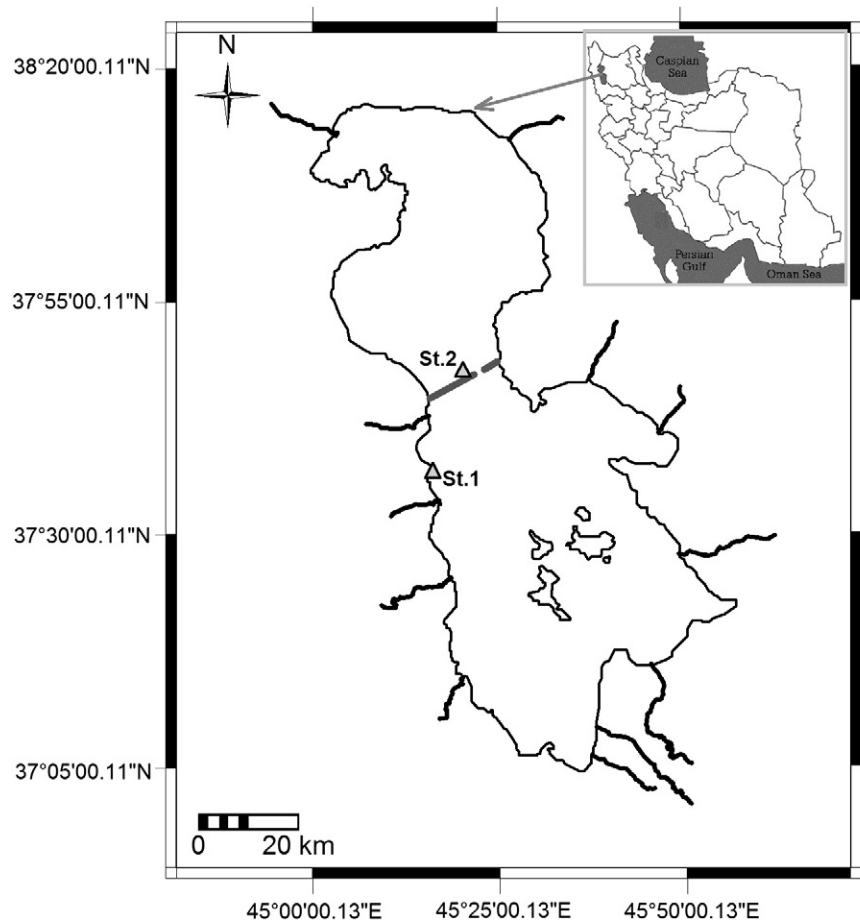 N
38°20'00.11"N
Caspian
Sea
Persian
Gulf
Oman Sea
37°55'00.11"N
St.2
St.1
37°30'00.11"N
37°05'00.11"N
0 20 km
45°00'00.13"E 45°25'00.13"E 45°50'00.13"E